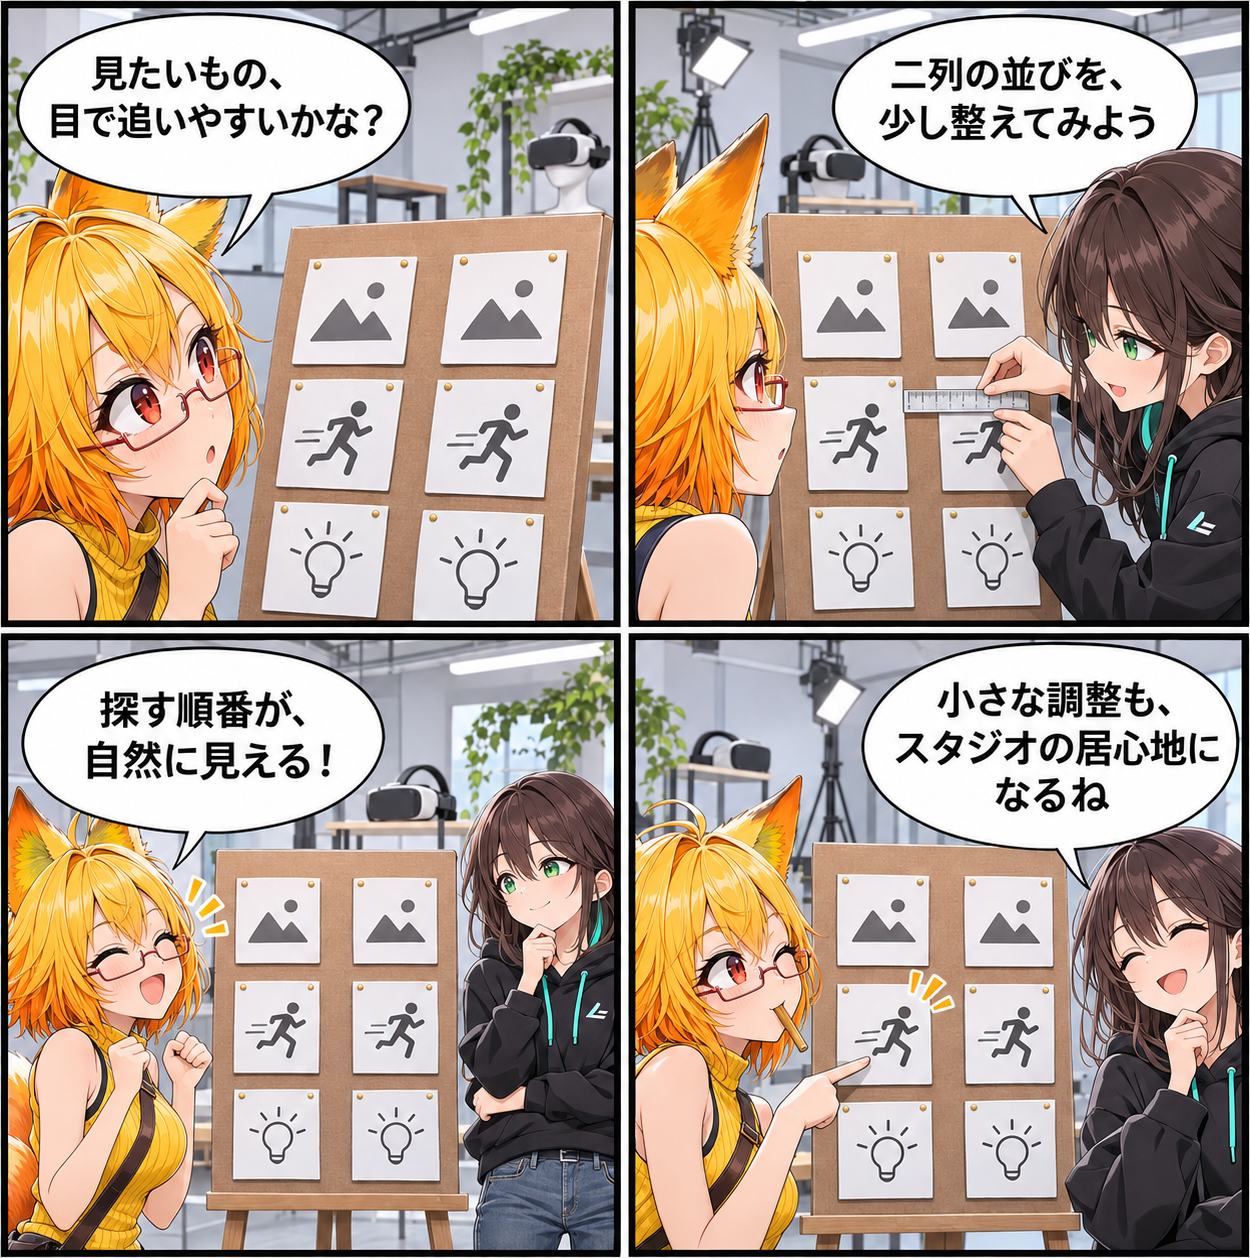 見たいもの、
目で追いやすいかな？
二列の並びを、
少し整えてみよう
探す順番が、
自然に見える！
小さな調整も、
スタジオの居心地に
なるね